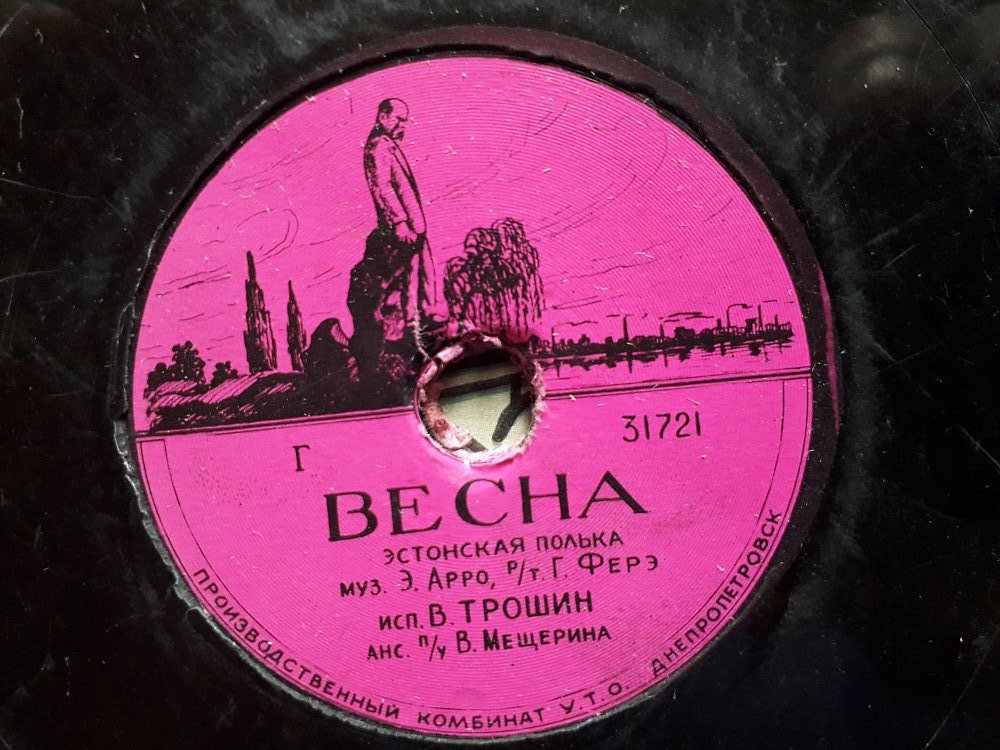 Г 31721
ВЕСНА
ЭСТОНСКАЯ ПОЛЬКА
МУЗ. Э. АРРО, Р/Т. Г. ФЕРЭ
ИСП. В. ТРОШИН
АНС. П/У В. МЕЩЕРИНА
ПРОИЗВОДСТВЕННЫЙ КОМБИНАТ У.Т.О. ДНЕПРОПЕТРОВСК